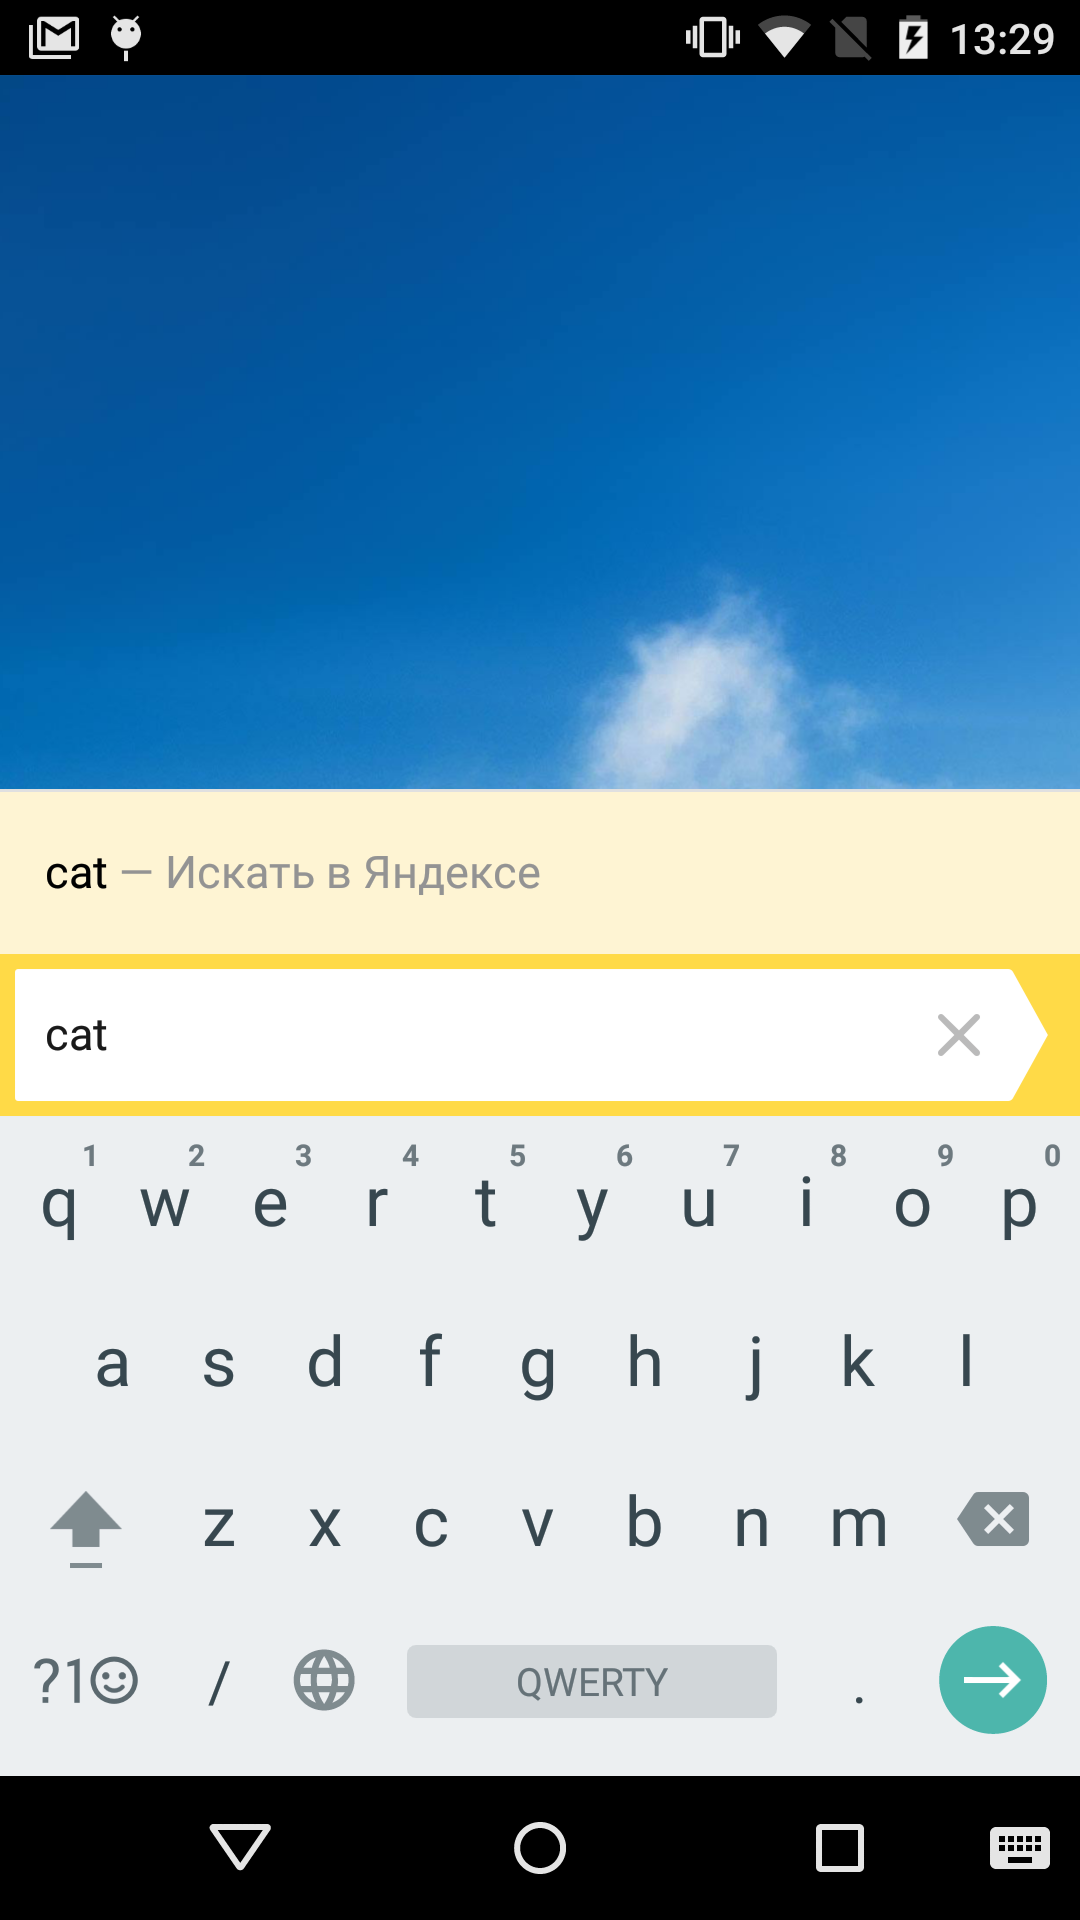 13:29
cat — Искать в Яндексе
cat
1 2 3 4 5 6 7 8 9 0
q w e r t y u i o p
a s d f g h j k l
z x c v b n m
?1☺ / QWERTY .